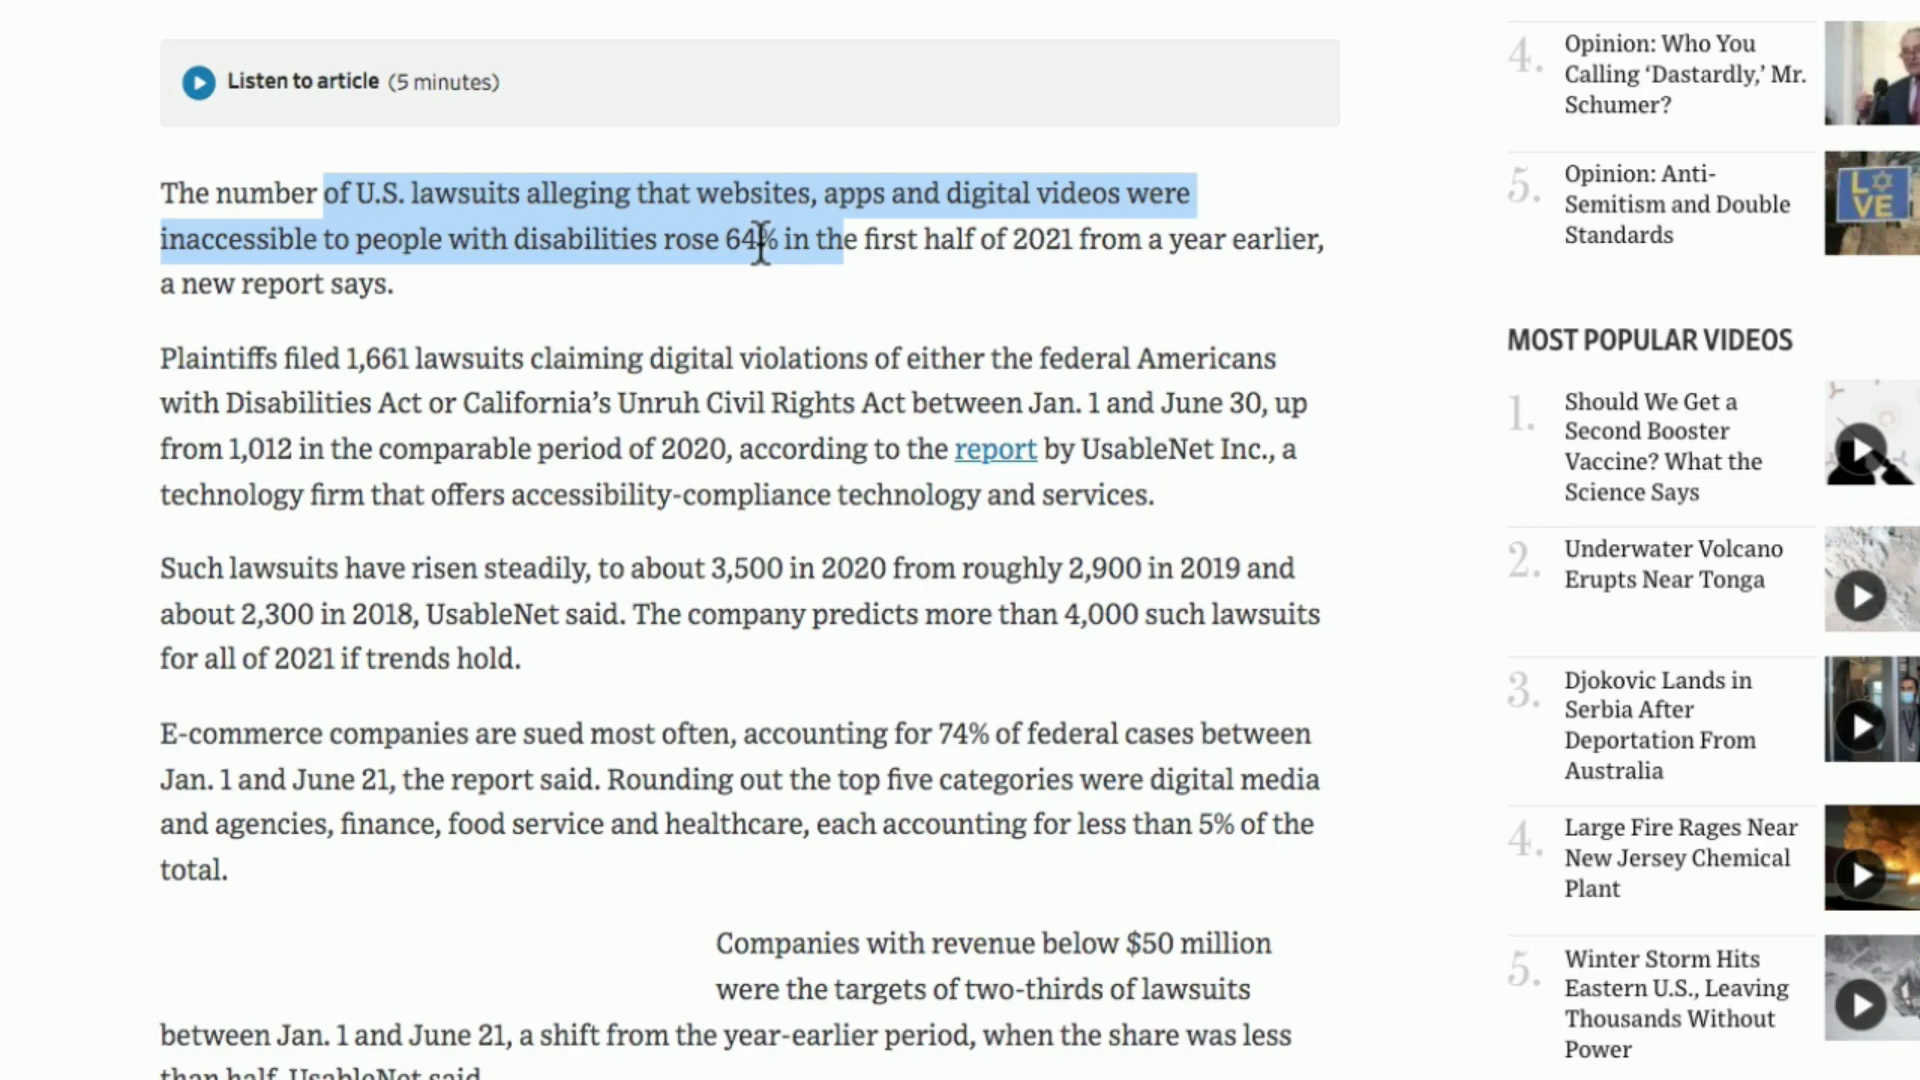 Listen to article (5 minutes)
The number of U.S. lawsuits alleging that websites, apps and digital videos were
inaccessible to people with disabilities rose 64% in the first half of 2021 from a year earlier,
a new report says.
Plaintiffs filed 1,661 lawsuits claiming digital violations of either the federal Americans
with Disabilities Act or California’s Unruh Civil Rights Act between Jan. 1 and June 30, up
from 1,012 in the comparable period of 2020, according to the report by UsableNet Inc., a
technology firm that offers accessibility-compliance technology and services.
Such lawsuits have risen steadily, to about 3,500 in 2020 from roughly 2,900 in 2019 and
about 2,300 in 2018, UsableNet said. The company predicts more than 4,000 such lawsuits
for all of 2021 if trends hold.
E-commerce companies are sued most often, accounting for 74% of federal cases between
Jan. 1 and June 21, the report said. Rounding out the top five categories were digital media
and agencies, finance, food service and healthcare, each accounting for less than 5% of the
total.
Companies with revenue below $50 million
were the targets of two-thirds of lawsuits
between Jan. 1 and June 21, a shift from the year-earlier period, when the share was less
than half, UsableNet said.
4. Opinion: Who You
Calling ‘Dastardly,’ Mr.
Schumer?
5. Opinion: Anti-
Semitism and Double
Standards
L VE
MOST POPULAR VIDEOS
1. Should We Get a
Second Booster
Vaccine? What the
Science Says
2. Underwater Volcano
Erupts Near Tonga
3. Djokovic Lands in
Serbia After
Deportation From
Australia
4. Large Fire Rages Near
New Jersey Chemical
Plant
5. Winter Storm Hits
Eastern U.S., Leaving
Thousands Without
Power